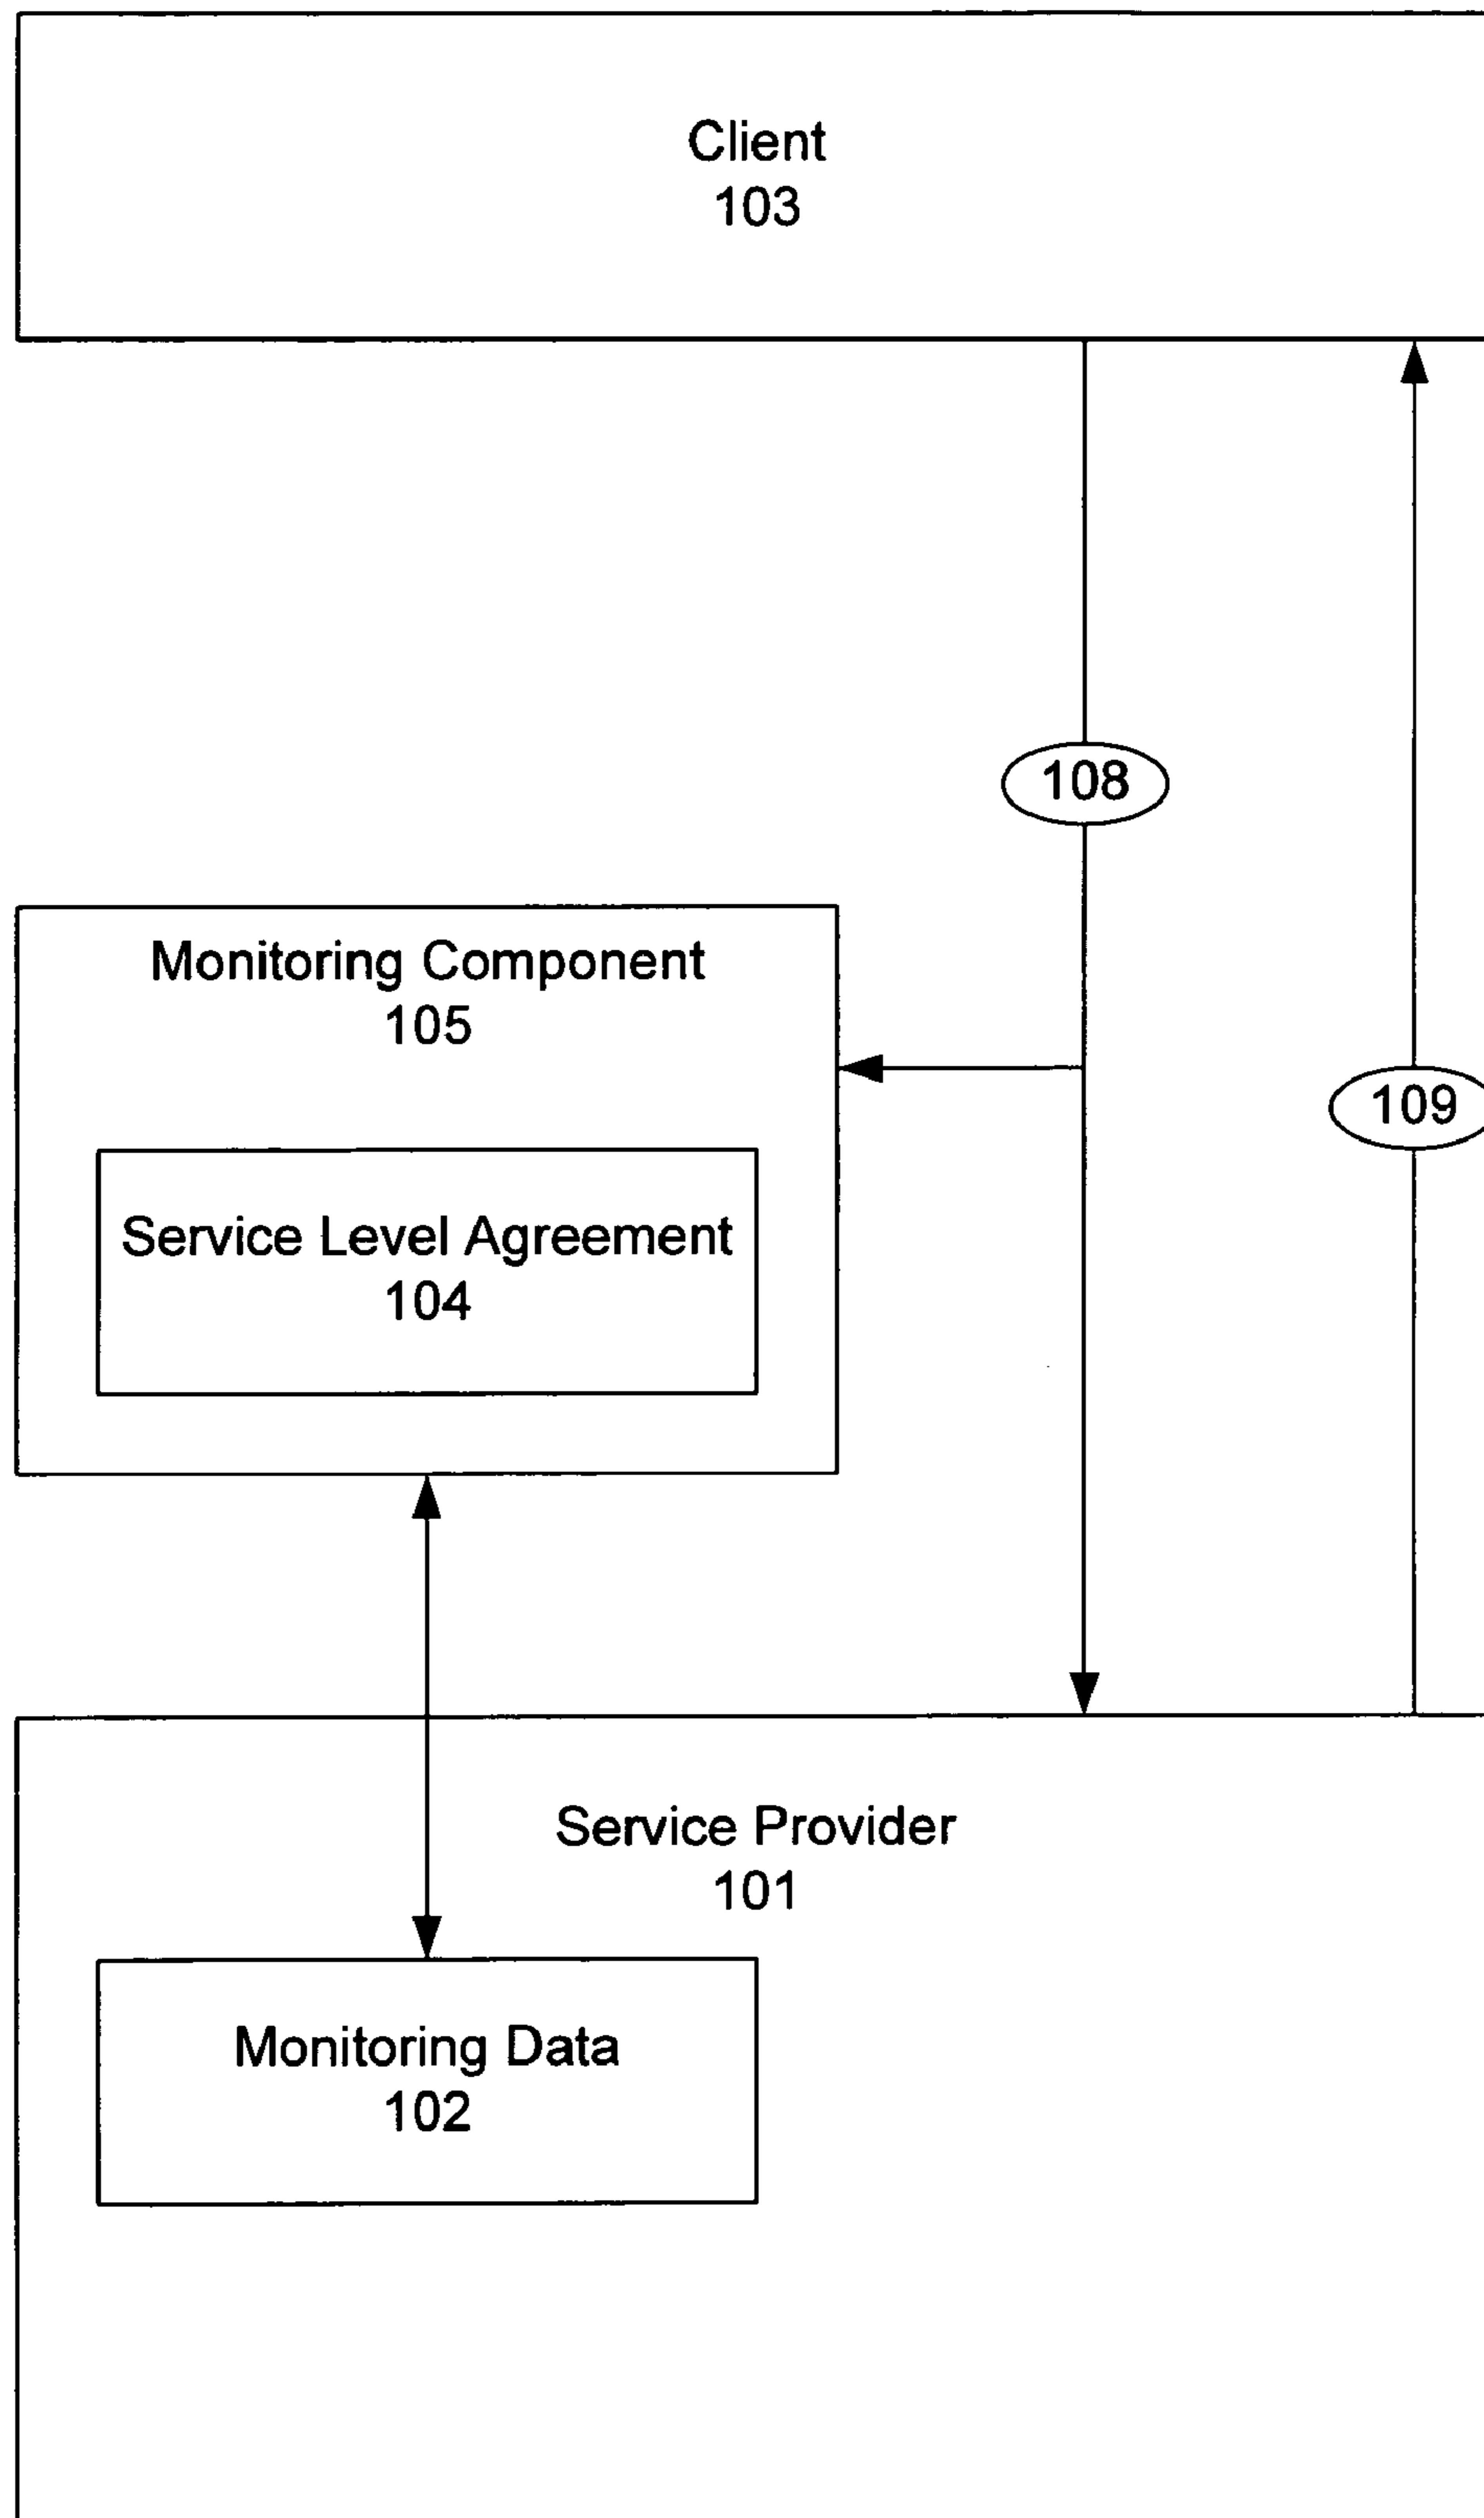 Client
103
108
Monitoring Component
105
109
Service Level Agreement
104
Service Provider
101
Monitoring Data
102